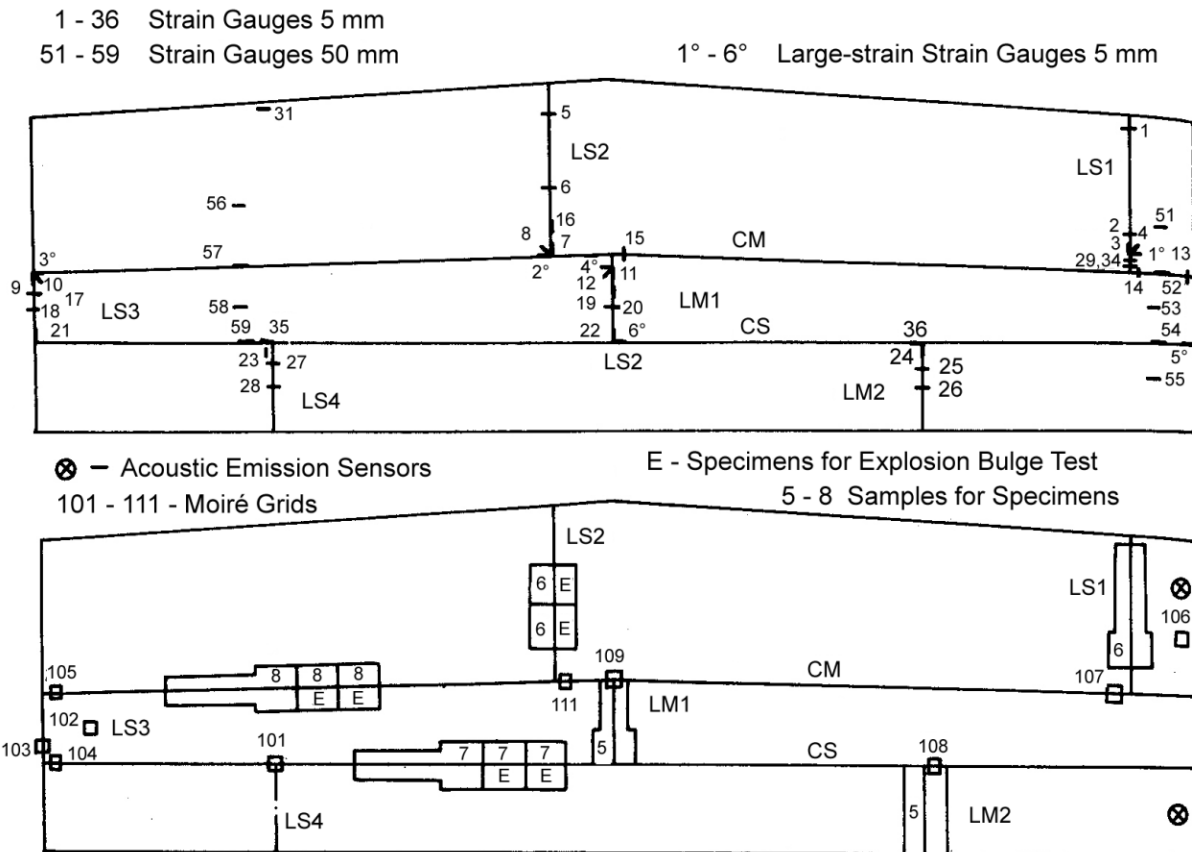 1 - 36 Strain Gauges 5 mm
51 - 59 Strain Gauges 50 mm
1° - 6° Large-strain Strain Gauges 5 mm
31
5
1
LS2
LS1
6
56
16
51
8
7
15
CM
2
4
3
57
3°
2°
4°
11
29,34
1°
13
9
10
12
14
52
17
18
LS3
58
19
20
LM1
53
21
59
35
22
6°
CS
36
54
LS2
5°
23
27
24
25
55
28
LS4
LM2
26
⊗ – Acoustic Emission Sensors
E - Specimens for Explosion Bulge Test
101 - 111 - Moiré Grids
5 - 8 Samples for Specimens
LS2
6 E
LS1
106
6 E
6
105
8 8 8
109
CM
107
E E
111
LM1
102
LS3
103
104
101
7 7 7
5
CS
108
E E
LS4
5
LM2